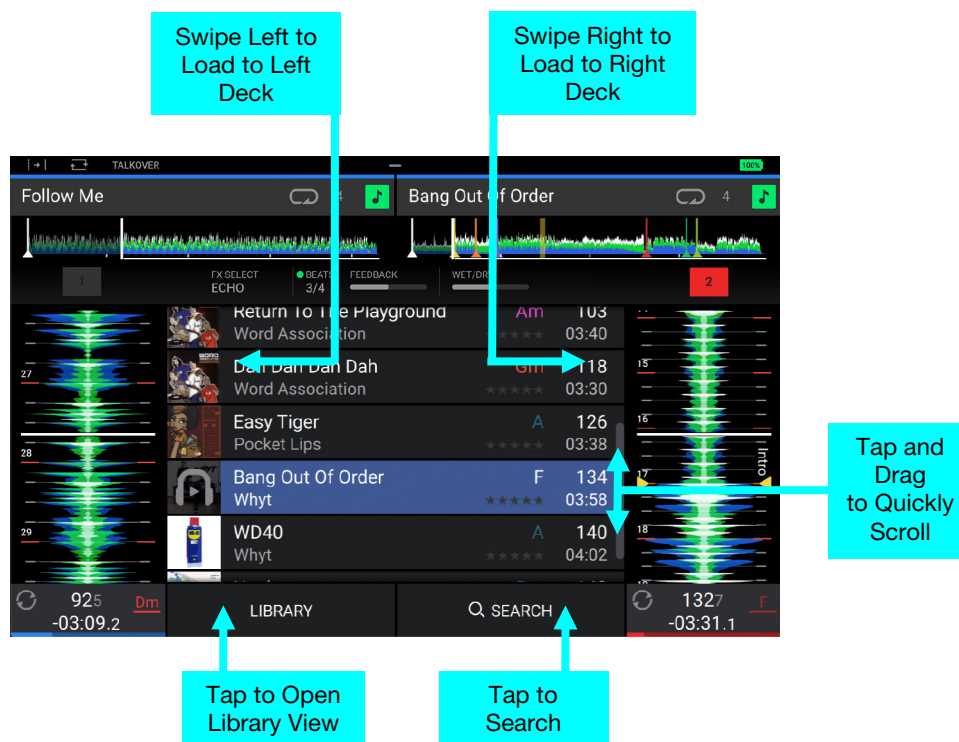 Swipe Left to
Load to Left
Deck
Swipe Right to
Load to Right
Deck
TALKOVER
100%
Follow Me
4
Bang Out Of Order
4
1
FX SELECT
ECHO
BEATS
3/4
FEEDBACK
WET/DRY
2
Return To The Playground Am 103
Word Association 03:40
Dah Dah Dah Dah Gm 118
Word Association 03:30
Easy Tiger A 126
Pocket Lips 03:38
Bang Out Of Order F 134
Whyt 03:58
WD40 A 140
Whyt 04:02
27
28
29
15
16
17
Intro
18
Tap and
Drag
to Quickly
Scroll
925 Dm
-03:09.2
LIBRARY
SEARCH
1327 F
-03:31.1
Tap to Open
Library View
Tap to
Search